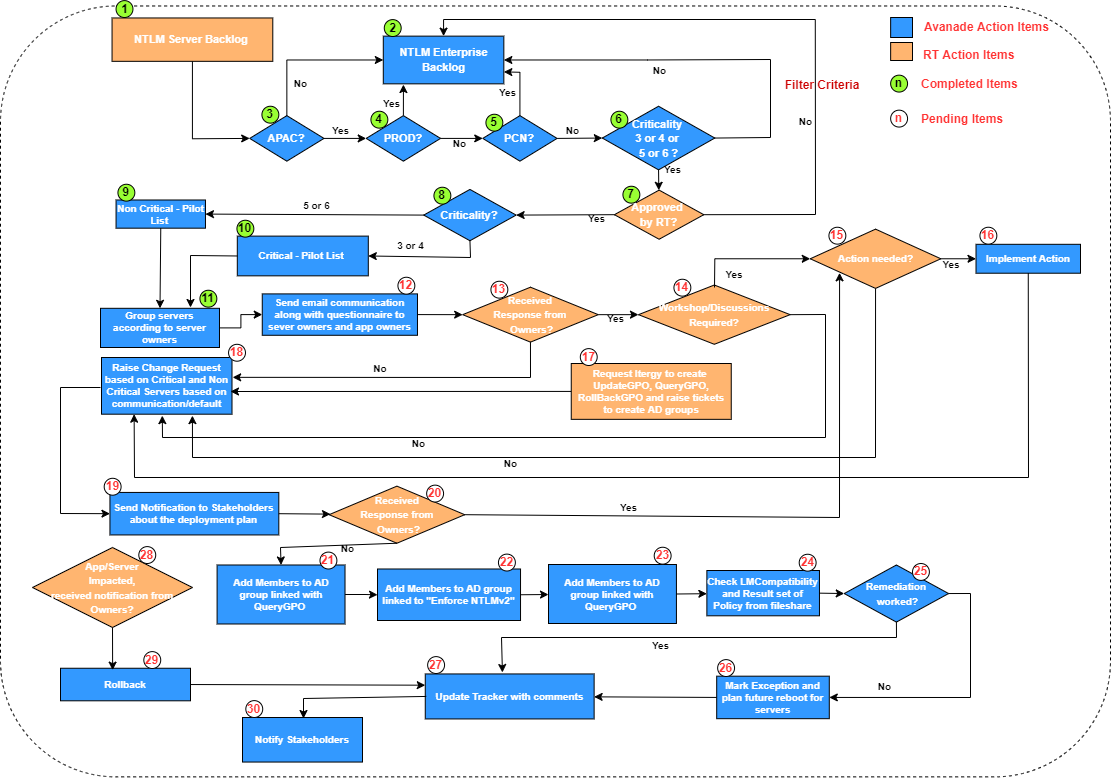 1
NTLM Server Backlog
2
NTLM Enterprise
Backlog
Avanade Action Items
RT Action Items
n
Completed Items
n
Pending Items
Filter Criteria
No
Yes
Yes
No
No
3
APAC?
Yes
4
PROD?
No
5
PCN?
No
6
Criticality
3 or 4 or
5 or 6 ?
Yes
7
Approved
by RT?
Yes
8
Criticality?
5 or 6
3 or 4
9
Non Critical - Pilot
List
10
Critical - Pilot List
11
Group servers
according to server
owners
12
Send email communication
along with questionnaire to
sever owners and app owners
13
Received
Response from
Owners?
Yes
14
Workshop/Discussions
Required?
Yes
15
Action needed?
Yes
16
Implement Action
17
Request Itergy to create
UpdateGPO, QueryGPO,
RollBackGPO and raise tickets
to create AD groups
No
18
Raise Change Request
based on Critical and Non
Critical Servers based on
communication/default
No
No
19
Send Notification to Stakeholders
about the deployment plan
20
Received
Response from
Owners?
Yes
No
21
Add Members to AD
group linked with
QueryGPO
22
Add Members to AD group
linked to "Enforce NTLMv2"
23
Add Members to AD
group linked with
QueryGPO
24
Check LMCompatibility
and Result set of
Policy from fileshare
25
Remediation
worked?
Yes
No
26
Mark Exception and
plan future reboot for
servers
27
Update Tracker with comments
28
App/Server
Impacted,
received notification from
Owners?
29
Rollback
30
Notify Stakeholders